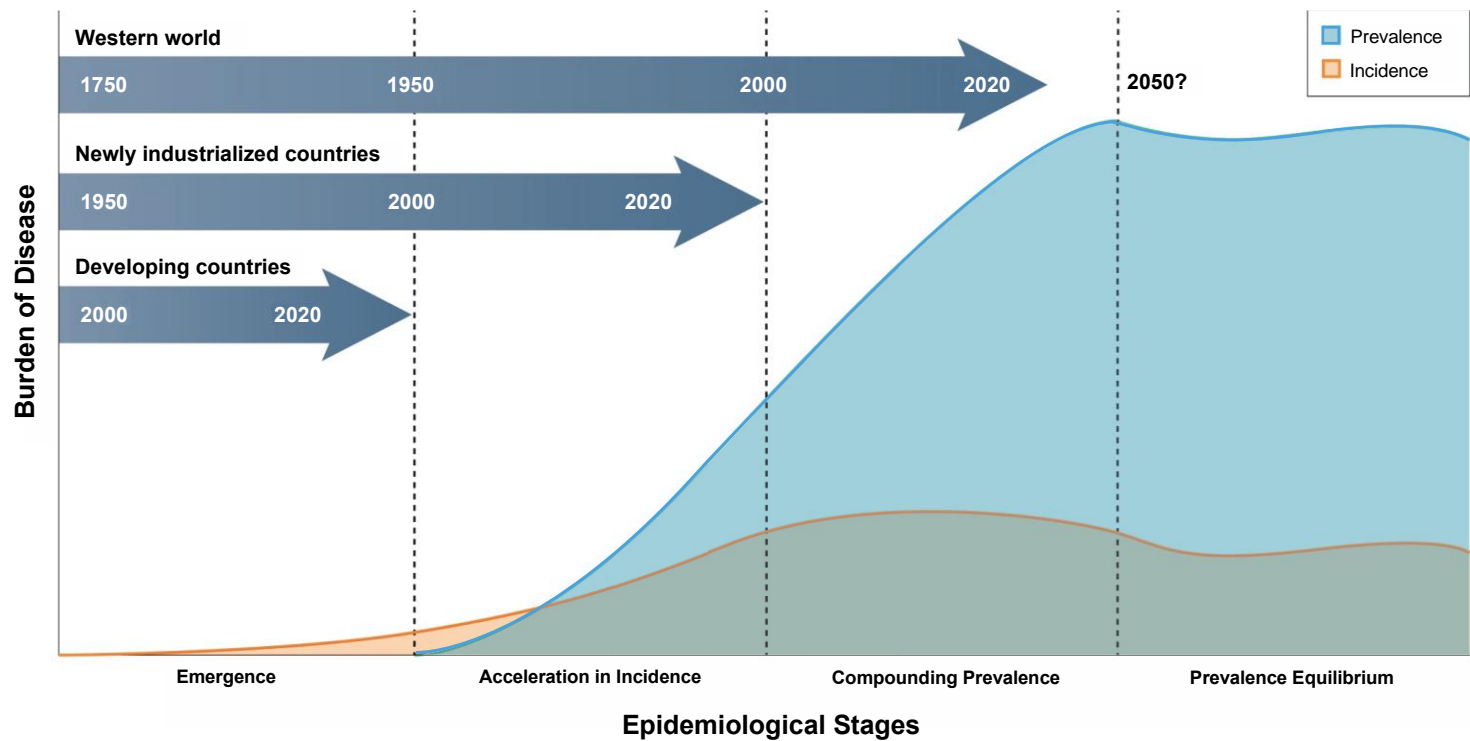 Western world
1750 1950 2000 2020
2050?
Newly industrialized countries
1950 2000 2020
Developing countries
2000 2020
Prevalence
Incidence
Burden of Disease
Emergence Acceleration in Incidence Compounding Prevalence Prevalence Equilibrium
Epidemiological Stages